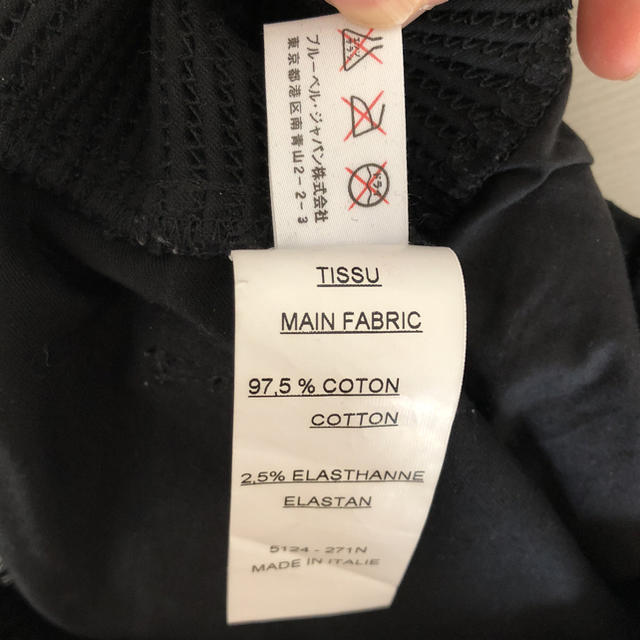 ブルーベル・ジャパン株式会社
東京都港区南青山2-2-3
TISSU
MAIN FABRIC
97,5 % COTON
COTTON
2,5% ELASTHANNE
ELASTAN
5124 - 271N
MADE IN ITALIE